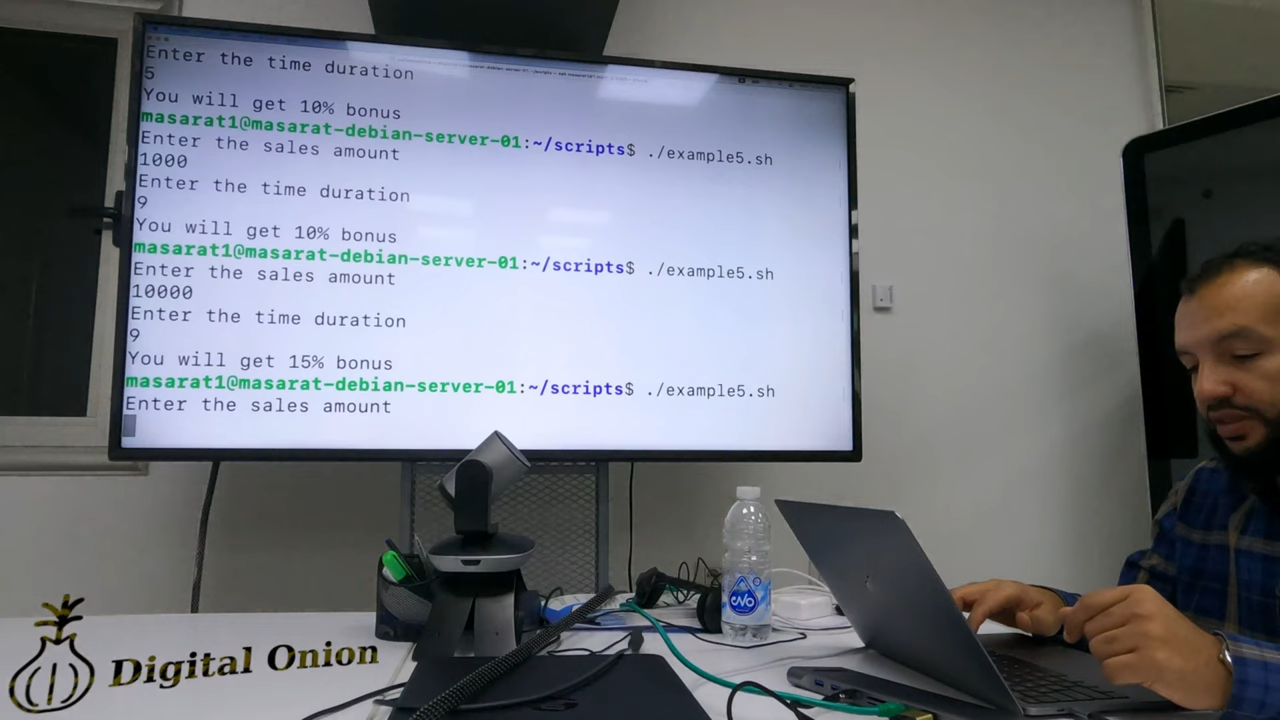 Enter the time duration
5
You will get 10% bonus
masarat1@masarat-debian-server-01:~/scripts$ ./example5.sh
Enter the sales amount
1000
Enter the time duration
9
You will get 10% bonus
masarat1@masarat-debian-server-01:~/scripts$ ./example5.sh
Enter the sales amount
10000
Enter the time duration
9
You will get 15% bonus
masarat1@masarat-debian-server-01:~/scripts$ ./example5.sh
Enter the sales amount
Digital Onion